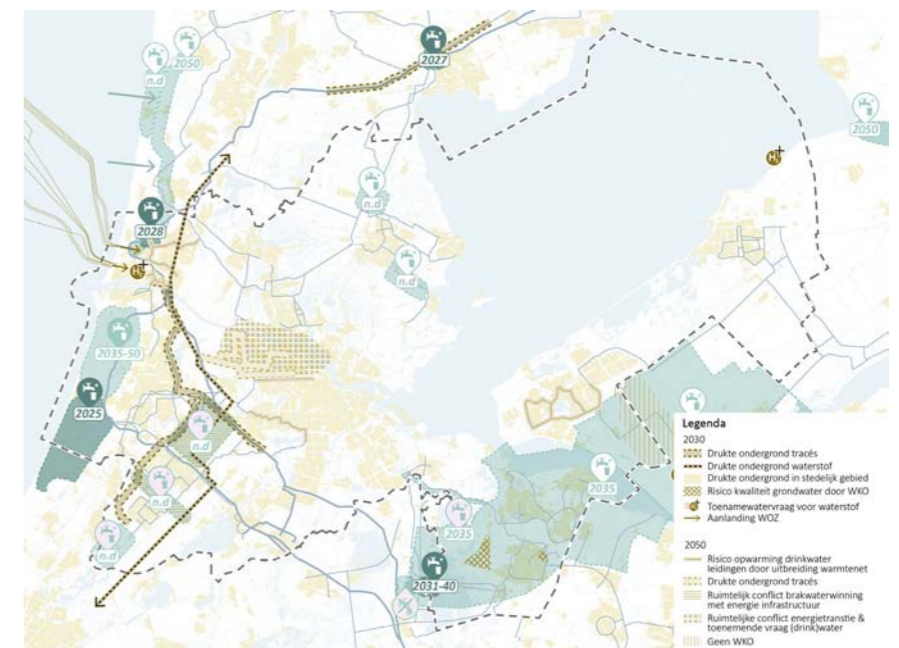 2050
n.d
2027
2050
H₂
n.d
2028
n.d
H₂
2035-50
2025
n.d
2035
n.d
2035
n.d
2031-40
Legenda
2030
Drukte ondergrond tracés
Drukte ondergrond waterstof
Drukte ondergrond in stedelijk gebied
Risico kwaliteit grondwater door WKO
Toenamewatervraag voor waterstof
Aanlanding WOZ
2050
Risico opwarming drinkwater
leidingen door uitbreiding warmtenet
Drukte ondergrond tracés
Ruimtelijk conflict brakwaterwinning
met energie infrastructuur
Ruimtelijke conflict energietranstie &
toenemende vraag (drink)water
Geen WKO